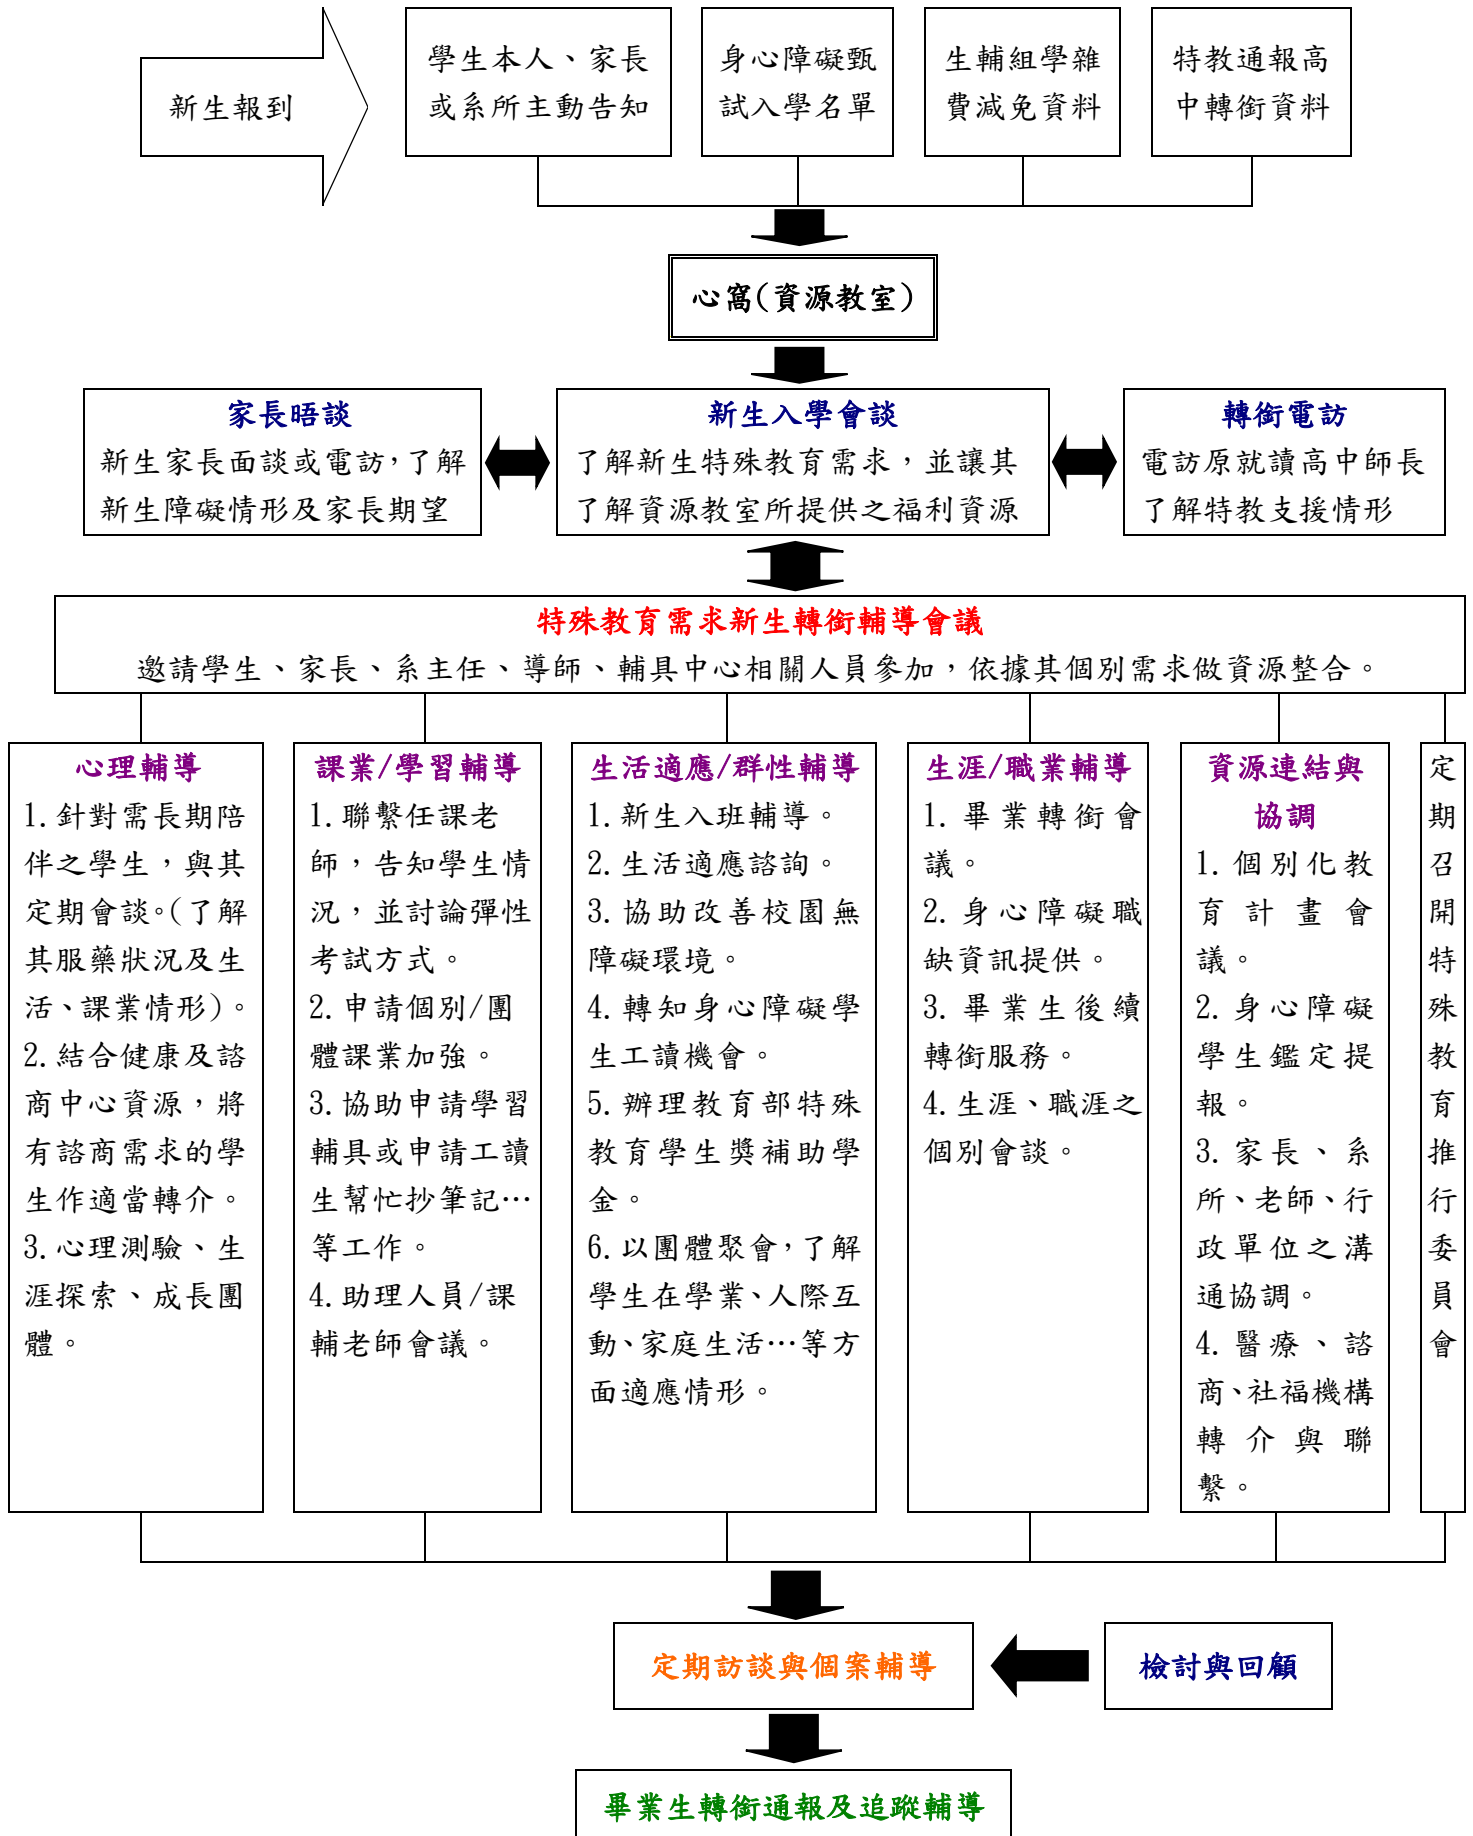 新生報到
學生本人、家長
或系所主動告知
身心障礙甄
試入學名單
生輔組學雜
費減免資料
特教通報高
中轉銜資料
心窩(資源教室)
家長晤談
新生家長面談或電訪,了解
新生障礙情形及家長期望
新生入學會談
了解新生特殊教育需求，並讓其
了解資源教室所提供之福利資源
轉銜電訪
電訪原就讀高中師長
了解特教支援情形
特殊教育需求新生轉銜輔導會議
邀請學生、家長、系主任、導師、輔具中心相關人員參加，依據其個別需求做資源整合。
心理輔導
1.針對需長期陪
伴之學生，與其
定期會談。(了解
其服藥狀況及生
活、課業情形)。
2.結合健康及諮
商中心資源，將
有諮商需求的學
生作適當轉介。
3.心理測驗、生
涯探索、成長團
體。
課業/學習輔導
1.聯繫任課老
師，告知學生情
況，並討論彈性
考試方式。
2.申請個別/團
體課業加強。
3.協助申請學習
輔具或申請工讀
生幫忙抄筆記…
等工作。
4.助理人員/課
輔老師會議。
生活適應/群性輔導
1.新生入班輔導。
2.生活適應諮詢。
3.協助改善校園無
障礙環境。
4.轉知身心障礙學
生工讀機會。
5.辦理教育部特殊
教育學生獎補助學
金。
6.以團體聚會，了解
學生在學業、人際互
動、家庭生活…等方
面適應情形。
生涯/職業輔導
1.畢業轉銜會
議。
2.身心障礙職
缺資訊提供。
3.畢業生後續
轉銜服務。
4.生涯、職涯之
個別會談。
資源連結與
協調
1.個別化教
育計畫會
議。
2.身心障礙
學生鑑定提
報。
3.家長、系
所、老師、行
政單位之溝
通協調。
4.醫療、諮
商、社福機構
轉介與聯
繫。
定期召開特殊教育推行委員會
定期訪談與個案輔導
檢討與回顧
畢業生轉銜通報及追蹤輔導